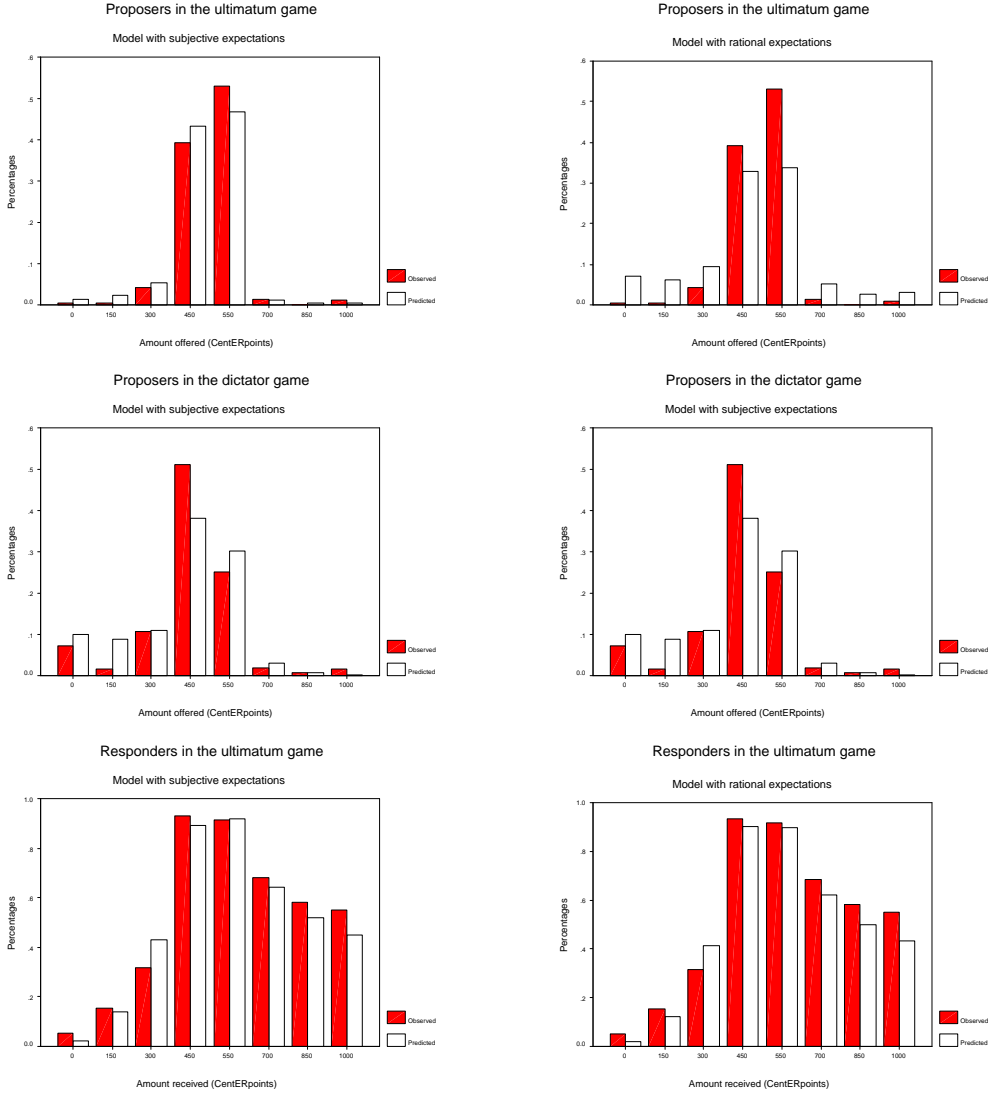 Proposers in the ultimatum game
Model with subjective expectations
.6
.5
.4
.3
.2
.1
0.0
Percentages
0 150 300 450 550 700 850 1000
Amount offered (CentERpoints)
Observed
Predicted
Proposers in the ultimatum game
Model with rational expectations
.6
.5
.4
.3
.2
.1
0.0
Percentages
0 150 300 450 550 700 850 1000
Amount offered (CentERpoints)
Observed
Predicted
Proposers in the dictator game
Model with subjective expectations
.6
.5
.4
.3
.2
.1
0.0
Percentages
0 150 300 450 550 700 850 1000
Amount offered (CentERpoints)
Observed
Predicted
Proposers in the dictator game
Model with subjective expectations
.6
.5
.4
.3
.2
.1
0.0
Percentages
0 150 300 450 550 700 850 1000
Amount offered (CentERpoints)
Observed
Predicted
Responders in the ultimatum game
Model with subjective expectations
1.0
.8
.6
.4
.2
0.0
Percentages
0 150 300 450 550 700 850 1000
Amount received (CentERpoints)
Observed
Predicted
Responders in the ultimatum game
Model with rational expectations
1.0
.8
.6
.4
.2
0.0
Percentages
0 150 300 450 550 700 850 1000
Amount received (CentERpoints)
Observed
Predicted